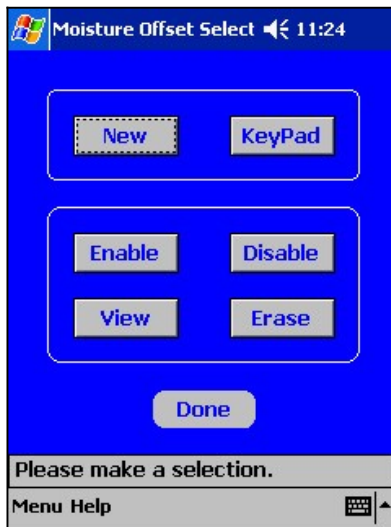 Moisture Offset Select 11:24
New KeyPad
Enable Disable
View Erase
Done
Please make a selection.
Menu Help